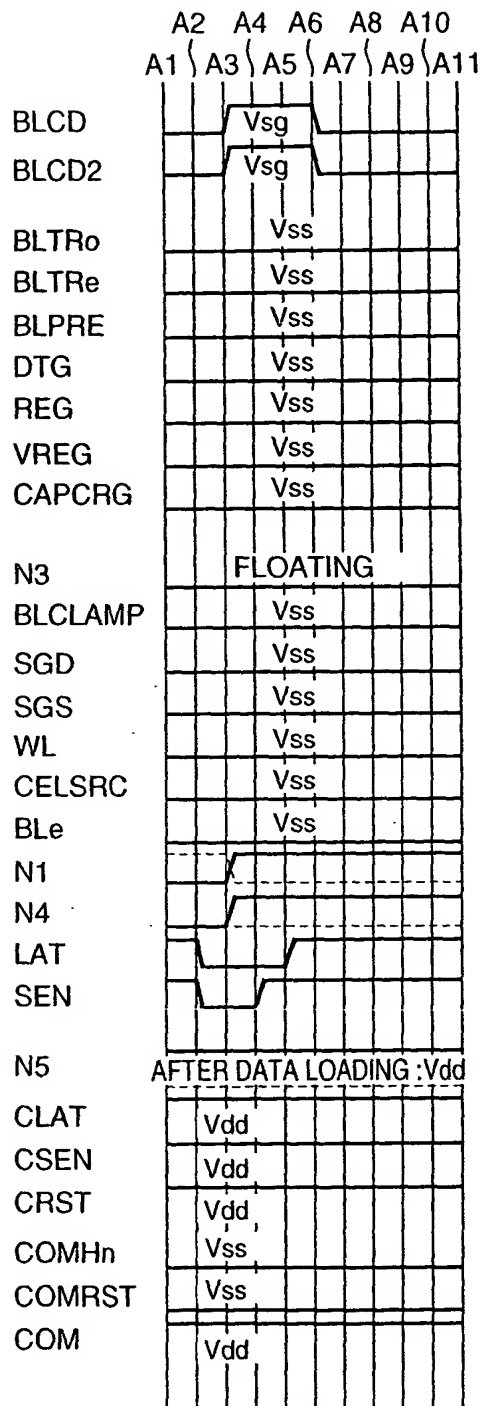 A2 A4 A6 A8 A10
A1 A3 A5 A7 A9 A11
BLCD Vsg
BLCD2 Vsg
BLTRo Vss
BLTRe Vss
BLPRE Vss
DTG Vss
REG Vss
VREG Vss
CAPCRG Vss
N3 FLOATING
BLCLAMP Vss
SGD Vss
SGS Vss
WL Vss
CELSRC Vss
BLe Vss
N1
N4
LAT
SEN
N5 AFTER DATA LOADING :Vdd
CLAT Vdd
CSEN Vdd
CRST Vdd
COMHn Vss
COMRST Vss
COM Vdd